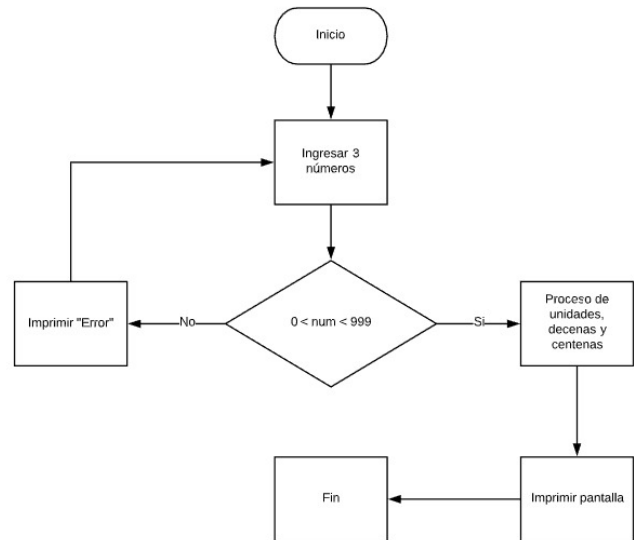 Inicio
Ingresar 3
números
0 < num < 999
No
Si
Imprimir "Error"
Proceso de
unidades,
decenas y
centenas
Fin
Imprimir pantalla